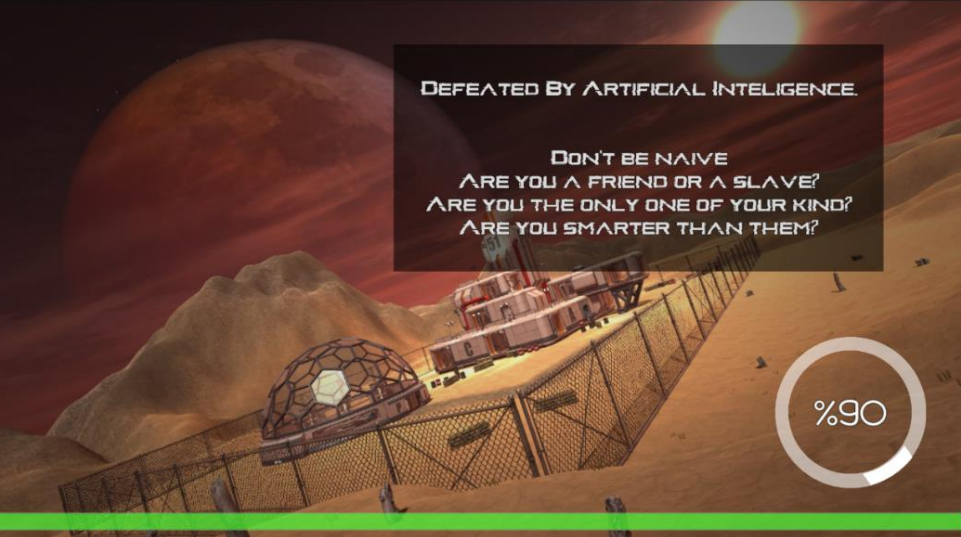 Defeated By Artificial Inteligence.
Don't be naive
Are you a friend or a slave?
Are you the only one of your kind?
Are you smarter than them?
51
C
%90